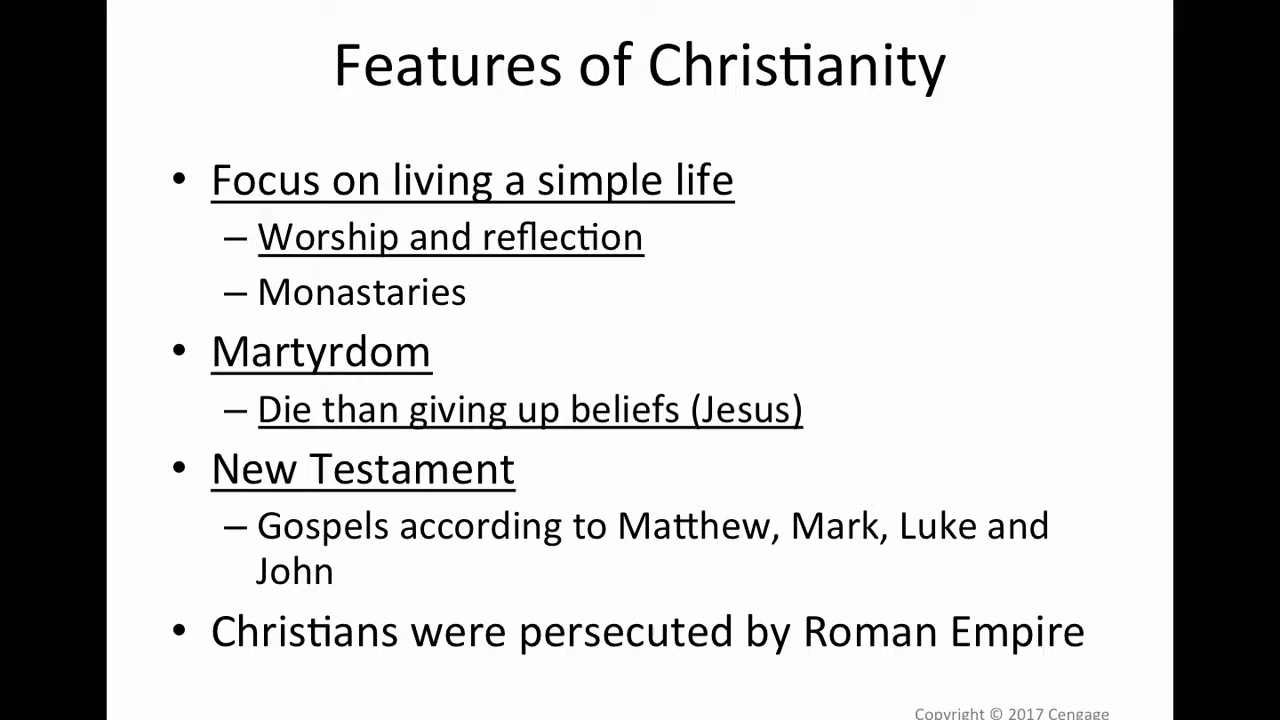 Features of Christianity
• Focus on living a simple life
– Worship and reflection
– Monastaries
• Martyrdom
– Die than giving up beliefs (Jesus)
• New Testament
– Gospels according to Matthew, Mark, Luke and
John
• Christians were persecuted by Roman Empire
Copyright © 2017 Cengage